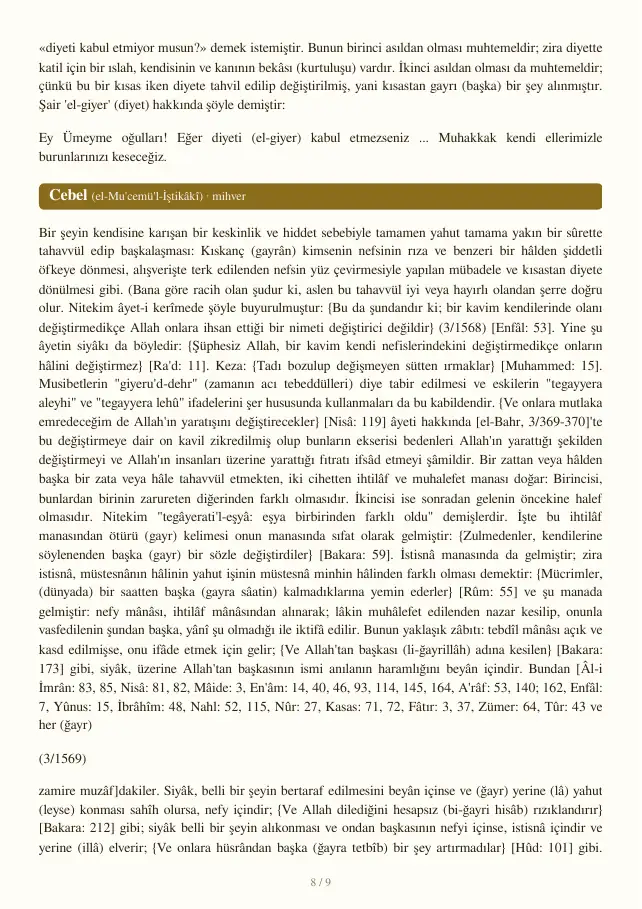 «diyeti kabul etmiyor musun?» demek istemiştir. Bunun birinci asıldan olması muhtemeldir; zira diyette
katil için bir ıslah, kendisinin ve kanının bekâsı (kurtuluşu) vardır. İkinci asıldan olması da muhtemeldir;
çünkü bu bir kısas iken diyete tahvil edilip değiştirilmiş, yani kısastan gayrı (başka) bir şey alınmıştır.
Şair 'el-giyer' (diyet) hakkında şöyle demiştir:
Ey Ümeyme oğulları! Eğer diyeti (el-giyer) kabul etmezseniz ... Muhakkak kendi ellerimizle
burunlarınızı keseceğiz.
Cebel (el-Mu'cemü'l-İştikâkî) · mihver
Bir şeyin kendisine karışan bir keskinlik ve hiddet sebebiyle tamamen yahut tamama yakın bir sûrette
tahavvül edip başkalaşması: Kıskanç (gayrân) kimsenin nefsinin rıza ve benzeri bir hâlden şiddetli
öfkeye dönmesi, alışverişte terk edilenden nefsin yüz çevirmesiyle yapılan mübadele ve kısastan diyete
dönülmesi gibi. (Bana göre racih olan şudur ki, aslen bu tahavvül iyi veya hayırlı olandan şerre doğru
olur. Nitekim âyet-i kerîmede şöyle buyurulmuştur: {Bu da şundandır ki; bir kavim kendilerinde olanı
değiştirmedikçe Allah onlara ihsan ettiği bir nimeti değiştirici değildir} (3/1568) [Enfâl: 53]. Yine şu
âyetin siyâkı da böyledir: {Şüphesiz Allah, bir kavim kendi nefislerindekini değiştirmedikçe onların
hâlini değiştirmez} [Ra'd: 11]. Keza: {Tadı bozulup değişmeyen sütten ırmaklar} [Muhammed: 15].
Musibetlerin "giyeru'd-dehr" (zamanın acı tebeddülleri) diye tabir edilmesi ve eskilerin "tegayyera
aleyhi" ve "tegayyera lehû" ifadelerini şer hususunda kullanmaları da bu kabildendir. {Ve onlara mutlaka
emredeceğim de Allah'ın yaratışını değiştirecekler} [Nisâ: 119] âyeti hakkında [el-Bahr, 3/369-370]'te
bu değiştirmeye dair on kavil zikredilmiş olup bunların ekserisi bedenleri Allah'ın yarattığı şekilden
değiştirmeyi ve Allah'ın insanları üzerine yarattığı fıtratı ifsâd etmeyi şâmildir. Bir zattan veya hâlden
başka bir zata veya hâle tahavvül etmekten, iki cihetten ihtilâf ve muhalefet manası doğar: Birincisi,
bunlardan birinin zarureten diğerinden farklı olmasıdır. İkincisi ise sonradan gelenin öncekine halef
olmasıdır. Nitekim "tegâyerati'l-eşyâ: eşya birbirinden farklı oldu" demişlerdir. İşte bu ihtilâf
manasından ötürü (gayr) kelimesi onun manasında sıfat olarak gelmiştir: {Zulmedenler, kendilerine
söylenenden başka (gayr) bir sözle değiştirdiler} [Bakara: 59]. İstisnâ manasında da gelmiştir; zira
istisnâ, müstesnânın hâlinin yahut işinin müstesnâ minhin hâlinden farklı olması demektir: {Mücrimler,
(dünyada) bir saatten başka (gayra sâatin) kalmadıklarına yemin ederler} [Rûm: 55] ve şu manada
gelmiştir: nefy mânâsı, ihtilâf mânâsından alınarak; lâkin muhâlefet edilenden nazar kesilip, onunla
vasfedilenin şundan başka, yânî şu olmadığı ile iktifâ edilir. Bunun yaklaşık zâbıtı: tebdîl mânâsı açık ve
kasd edilmişse, onu ifâde etmek için gelir; {Ve Allah'tan başkası (li-ğayrillâh) adına kesilen} [Bakara:
173] gibi, siyâk, üzerine Allah'tan başkasının ismi anılanın haramlığını beyân içindir. Bundan [Âl-i
İmrân: 83, 85, Nisâ: 81, 82, Mâide: 3, En'âm: 14, 40, 46, 93, 114, 145, 164, A'râf: 53, 140; 162, Enfâl:
7, Yûnus: 15, İbrâhîm: 48, Nahl: 52, 115, Nûr: 27, Kasas: 71, 72, Fâtır: 3, 37, Zümer: 64, Tûr: 43 ve
her (ğayr)
(3/1569)
zamire muzâf]dakiler. Siyâk, belli bir şeyin bertaraf edilmesini beyân içinse ve (ğayr) yerine (lâ) yahut
(leyse) konması sahîh olursa, nefy içindir; {Ve Allah dilediğini hesapsız (bi-ğayri hisâb) rızıklandırır}
[Bakara: 212] gibi; siyâk belli bir şeyin alıkonması ve ondan başkasının nefyi içinse, istisnâ içindir ve
yerine (illâ) elverir; {Ve onlara hüsrândan başka (ğayra tetbîb) bir şey artırmadılar} [Hûd: 101] gibi.
8 / 9